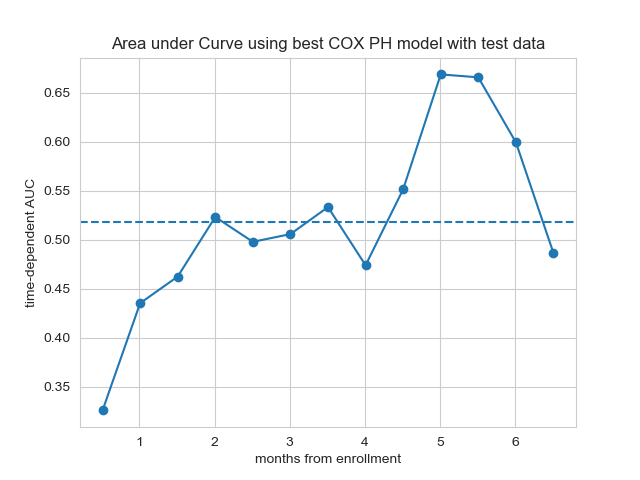 Area under Curve using best COX PH model with test data
time-dependent AUC
0.65
0.60
0.55
0.50
0.45
0.40
0.35
1 2 3 4 5 6
months from enrollment